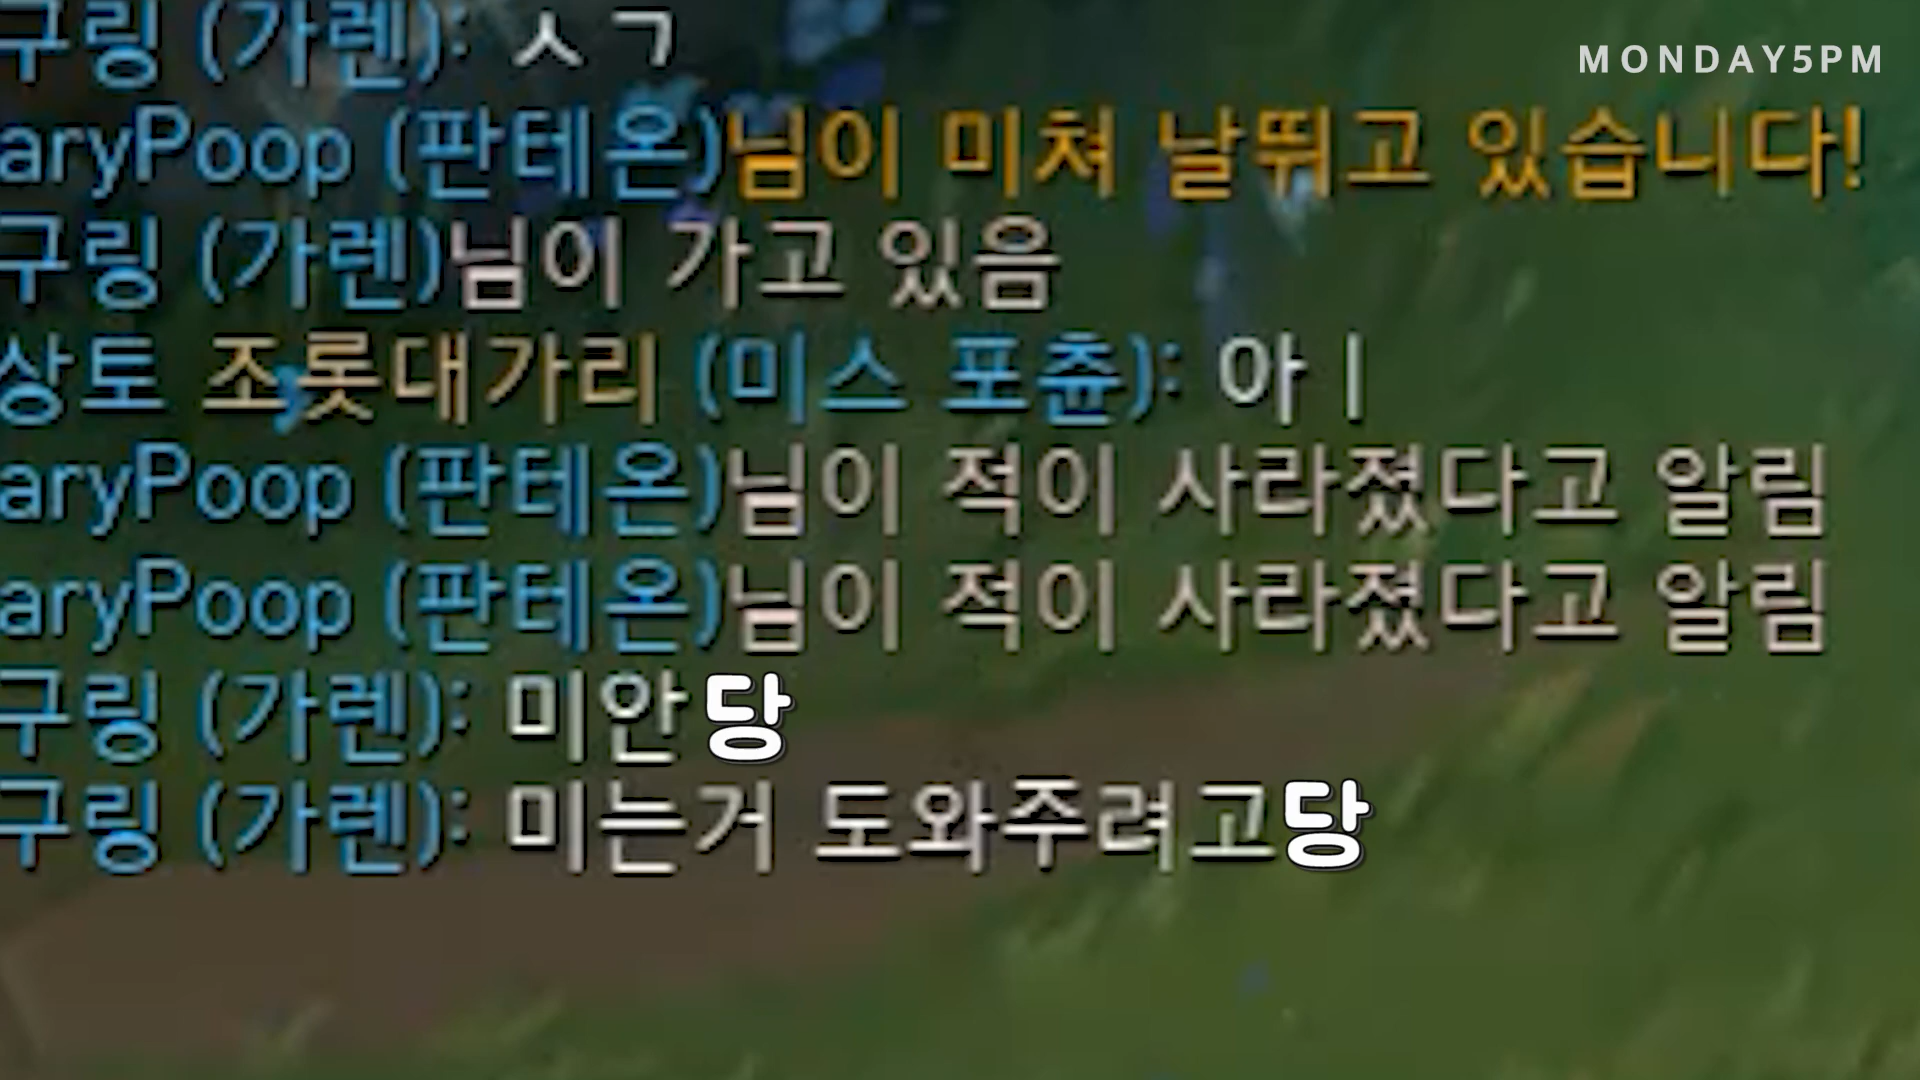 구링 (가렌): ㅅㄱ
MONDAY5PM
aryPoop (판테온)님이 미쳐 날뛰고 있습니다!
구링 (가렌)님이 가고 있음
상토 조롯대가리 (미스 포츈): 아ㅣ
aryPoop (판테온)님이 적이 사라졌다고 알림
aryPoop (판테온)님이 적이 사라졌다고 알림
구링 (가렌): 미안당
구링 (가렌): 미는거 도와주려고당